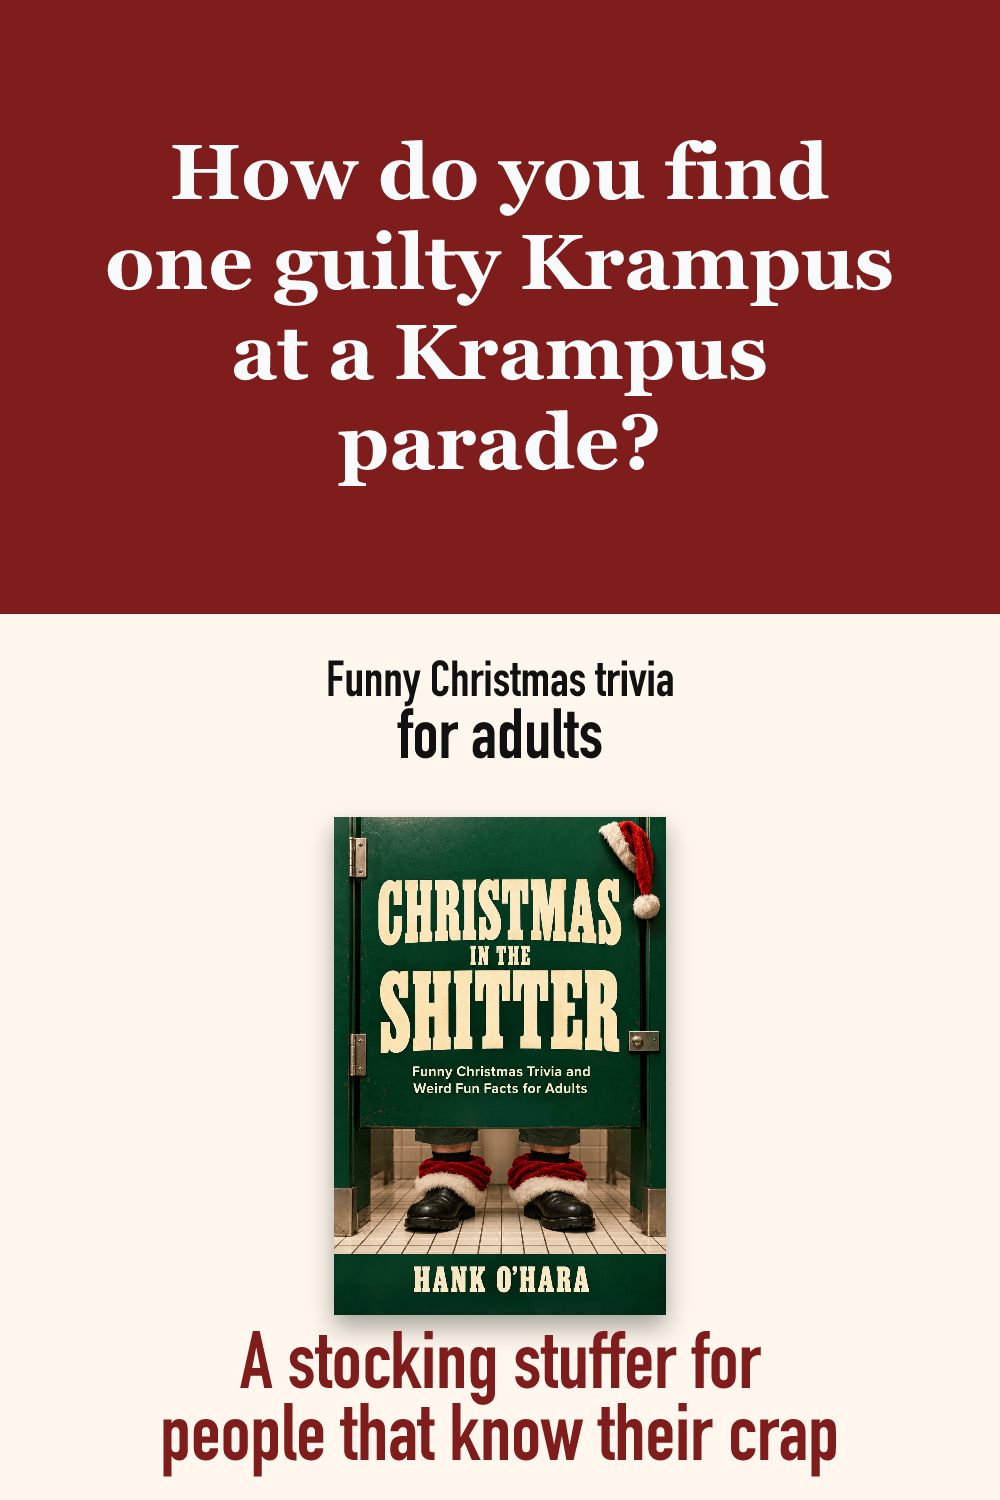 How do you find
one guilty Krampus
at a Krampus
parade?
Funny Christmas trivia
for adults
CHRISTMAS
IN THE
SHITTER
Funny Christmas Trivia and
Weird Fun Facts for Adults
HANK O'HARA
A stocking stuffer for
people that know their crap